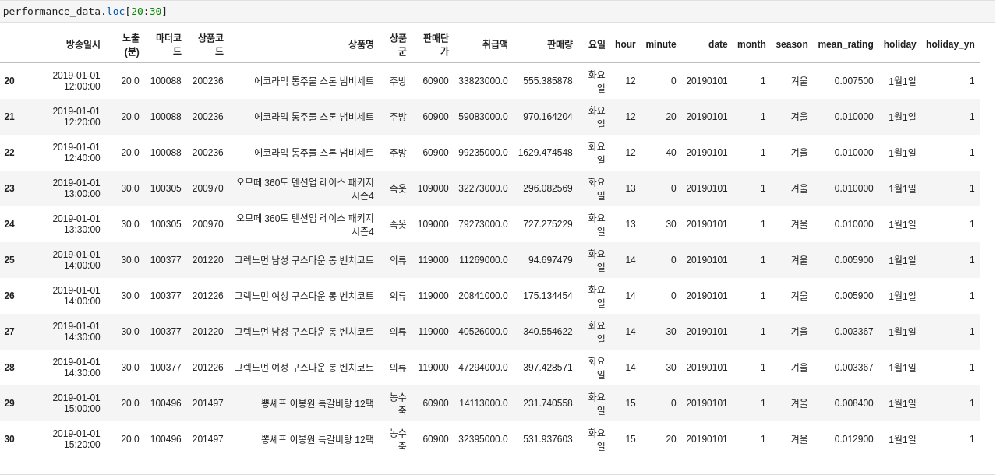 performance_data.loc[20:30]
방송일시 노출(분) 마더코드 상품코드 상품명 상품군 판매단가 취급액 판매량 요일 hour minute date month season mean_rating holiday holiday_yn
20 2019-01-01 12:00:00 20.0 100088 200236 에코라믹 통주물 스톤 냄비세트 주방 60900 33823000.0 555.385878 화요일 12 0 20190101 1 겨울 0.007500 1월1일 1
21 2019-01-01 12:20:00 20.0 100088 200236 에코라믹 통주물 스톤 냄비세트 주방 60900 59083000.0 970.164204 화요일 12 20 20190101 1 겨울 0.010000 1월1일 1
22 2019-01-01 12:40:00 20.0 100088 200236 에코라믹 통주물 스톤 냄비세트 주방 60900 99235000.0 1629.474548 화요일 12 40 20190101 1 겨울 0.010000 1월1일 1
23 2019-01-01 13:00:00 30.0 100305 200970 오모떼 360도 텐션업 레이스 패키지 시즌4 속옷 109000 32273000.0 296.082569 화요일 13 0 20190101 1 겨울 0.010000 1월1일 1
24 2019-01-01 13:30:00 30.0 100305 200970 오모떼 360도 텐션업 레이스 패키지 시즌4 속옷 109000 79273000.0 727.275229 화요일 13 30 20190101 1 겨울 0.010000 1월1일 1
25 2019-01-01 14:00:00 30.0 100377 201220 그렉노먼 남성 구스다운 롱 벤치코트 의류 119000 11269000.0 94.697479 화요일 14 0 20190101 1 겨울 0.005900 1월1일 1
26 2019-01-01 14:00:00 30.0 100377 201226 그렉노먼 여성 구스다운 롱 벤치코트 의류 119000 20841000.0 175.134454 화요일 14 0 20190101 1 겨울 0.005900 1월1일 1
27 2019-01-01 14:30:00 30.0 100377 201220 그렉노먼 남성 구스다운 롱 벤치코트 의류 119000 40526000.0 340.554622 화요일 14 30 20190101 1 겨울 0.003367 1월1일 1
28 2019-01-01 14:30:00 30.0 100377 201226 그렉노먼 여성 구스다운 롱 벤치코트 의류 119000 47294000.0 397.428571 화요일 14 30 20190101 1 겨울 0.003367 1월1일 1
29 2019-01-01 15:00:00 20.0 100496 201497 뽕셰프 이봉원 특갈비탕 12팩 농수축 60900 14113000.0 231.740558 화요일 15 0 20190101 1 겨울 0.008400 1월1일 1
30 2019-01-01 15:20:00 20.0 100496 201497 뽕셰프 이봉원 특갈비탕 12팩 농수축 60900 32395000.0 531.937603 화요일 15 20 20190101 1 겨울 0.012900 1월1일 1